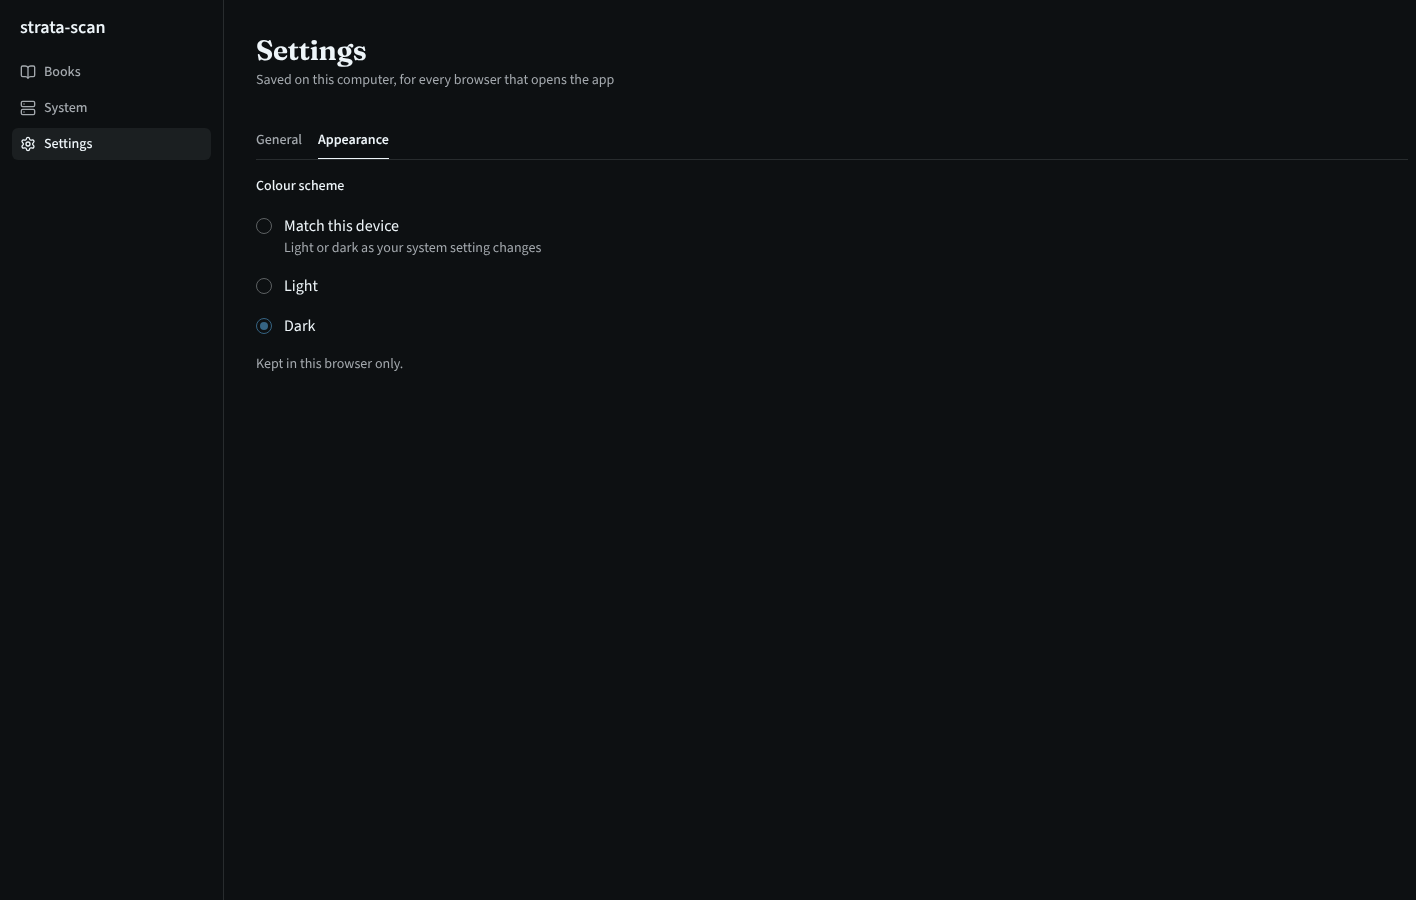 strata-scan
Books
System
Settings
Settings
Saved on this computer, for every browser that opens the app
General Appearance
Colour scheme
Match this device
Light or dark as your system setting changes
Light
Dark
Kept in this browser only.